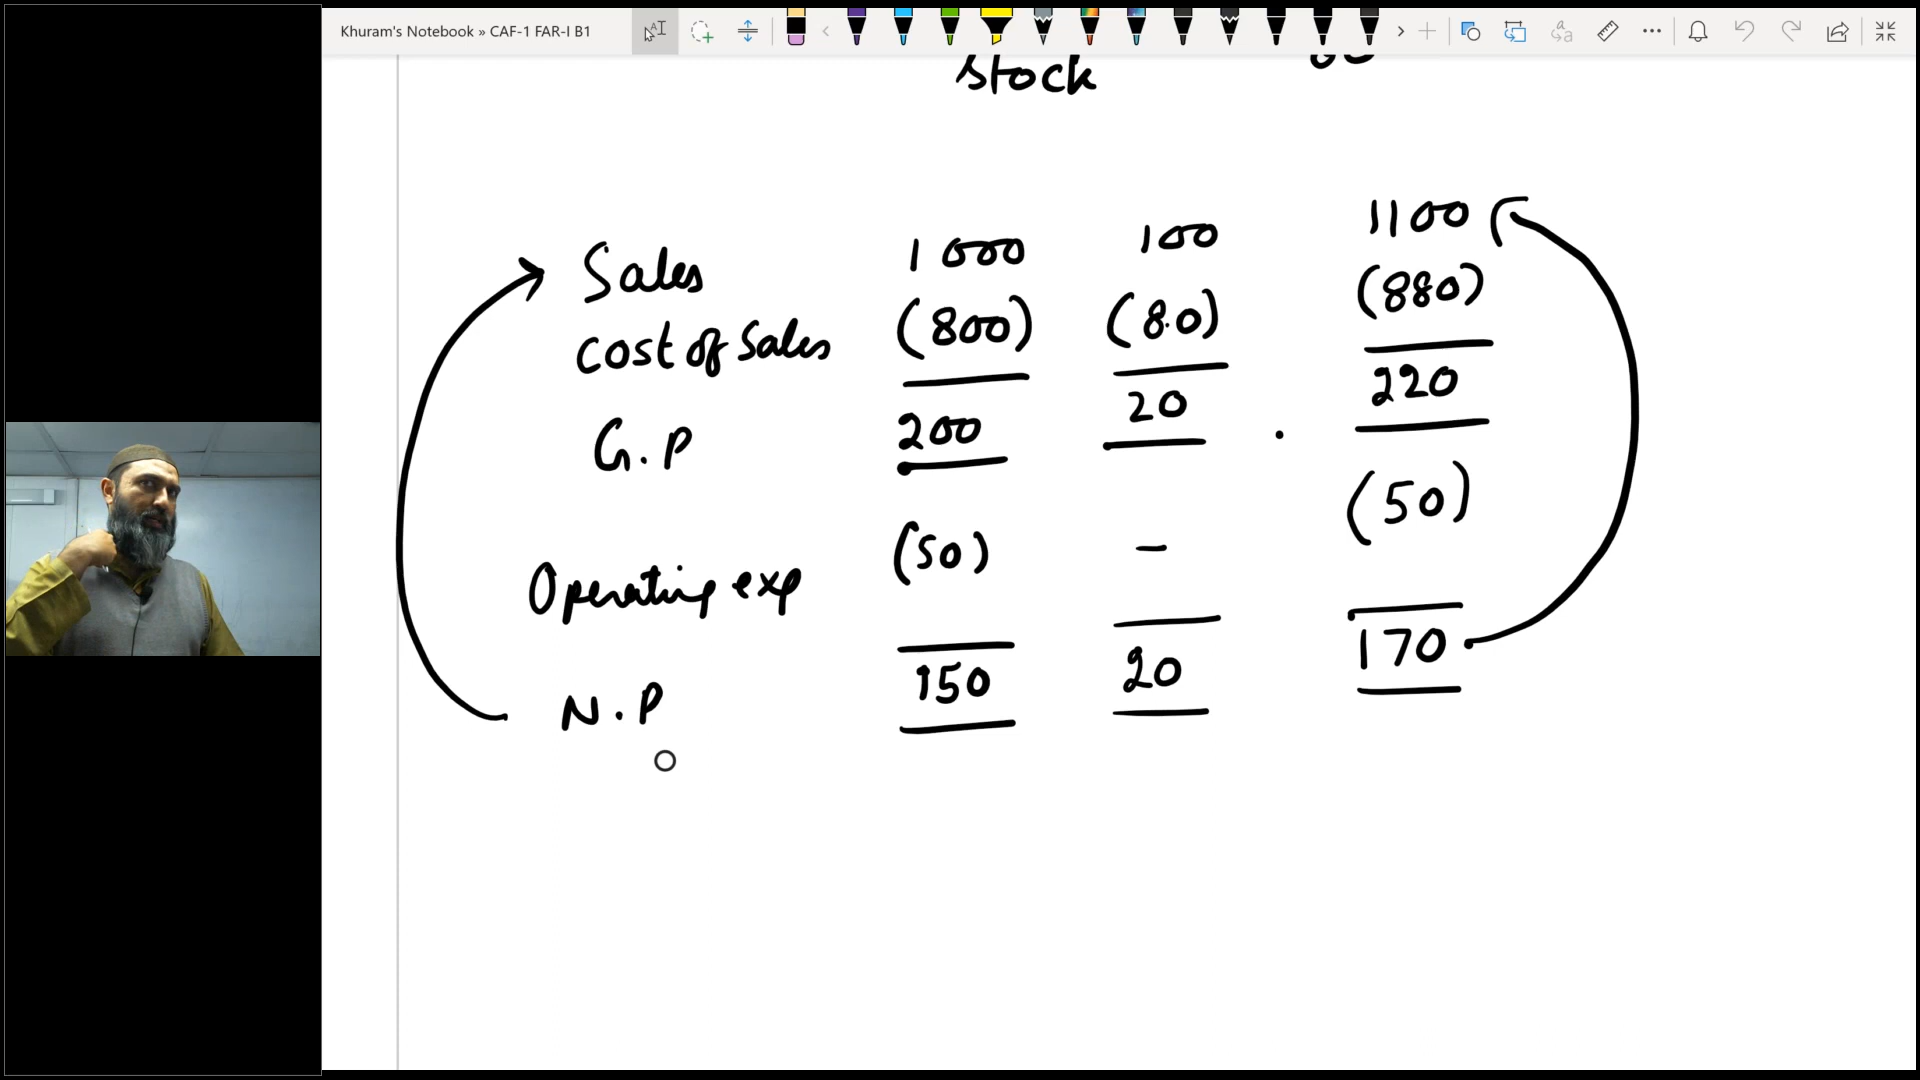 Khuram's Notebook » CAF-1 FAR-I B1
stock
Sales 1000 100 1100
cost of sales (800) (80) (880)
G.P 200 20 220
Operating exp (50) - (50)
N.P 150 20 170